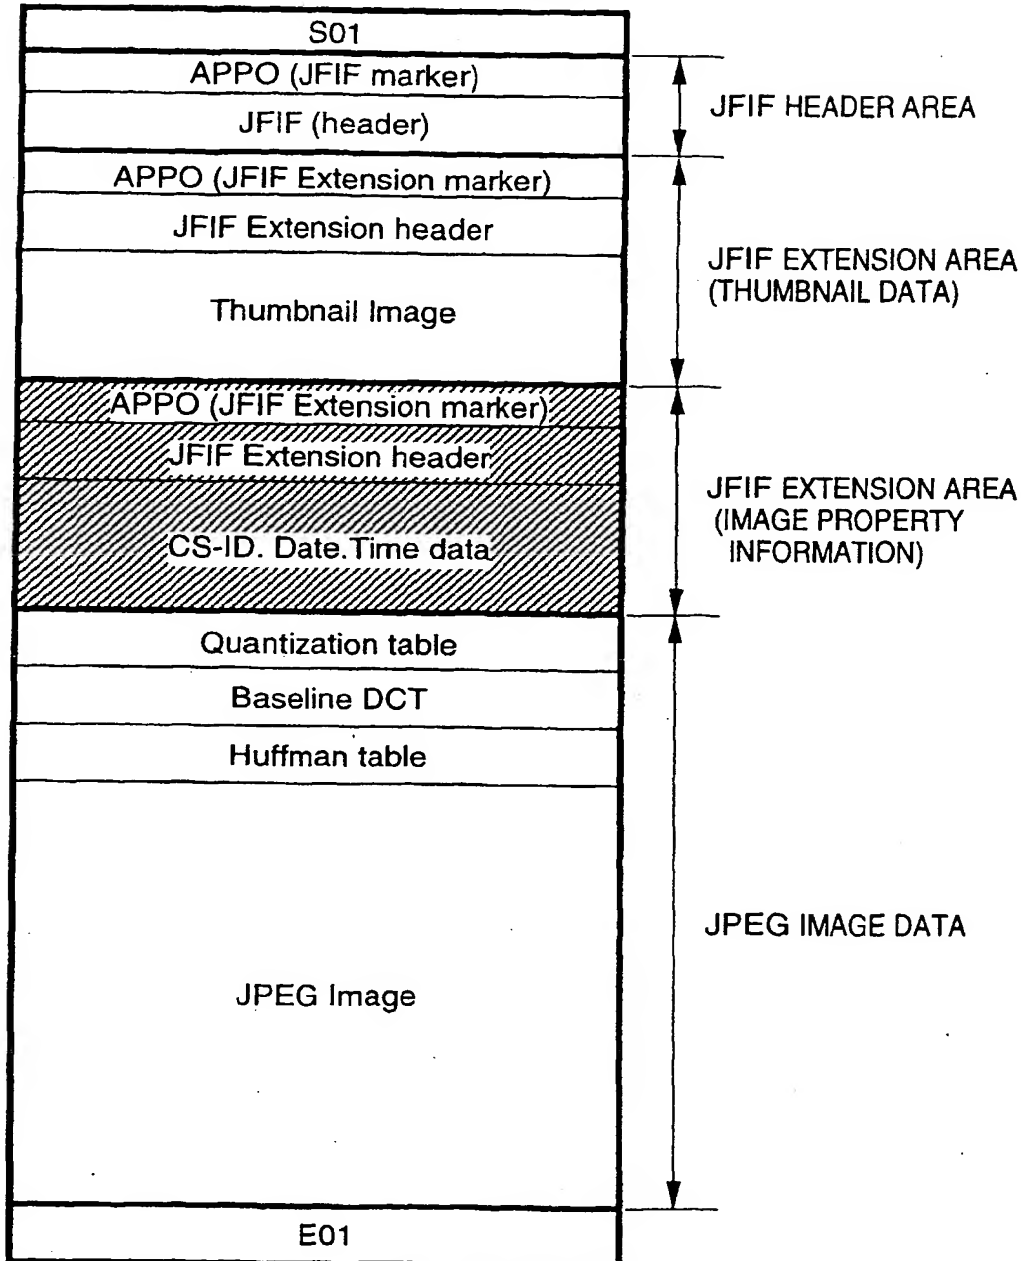 S01
APPO (JFIF marker)
JFIF (header)
JFIF HEADER AREA
APPO (JFIF Extension marker)
JFIF Extension header
Thumbnail Image
JFIF EXTENSION AREA
(THUMBNAIL DATA)
APPO (JFIF Extension marker)
JFIF Extension header
CS-ID. Date.Time data
JFIF EXTENSION AREA
(IMAGE PROPERTY
INFORMATION)
Quantization table
Baseline DCT
Huffman table
JPEG Image
JPEG IMAGE DATA
E01